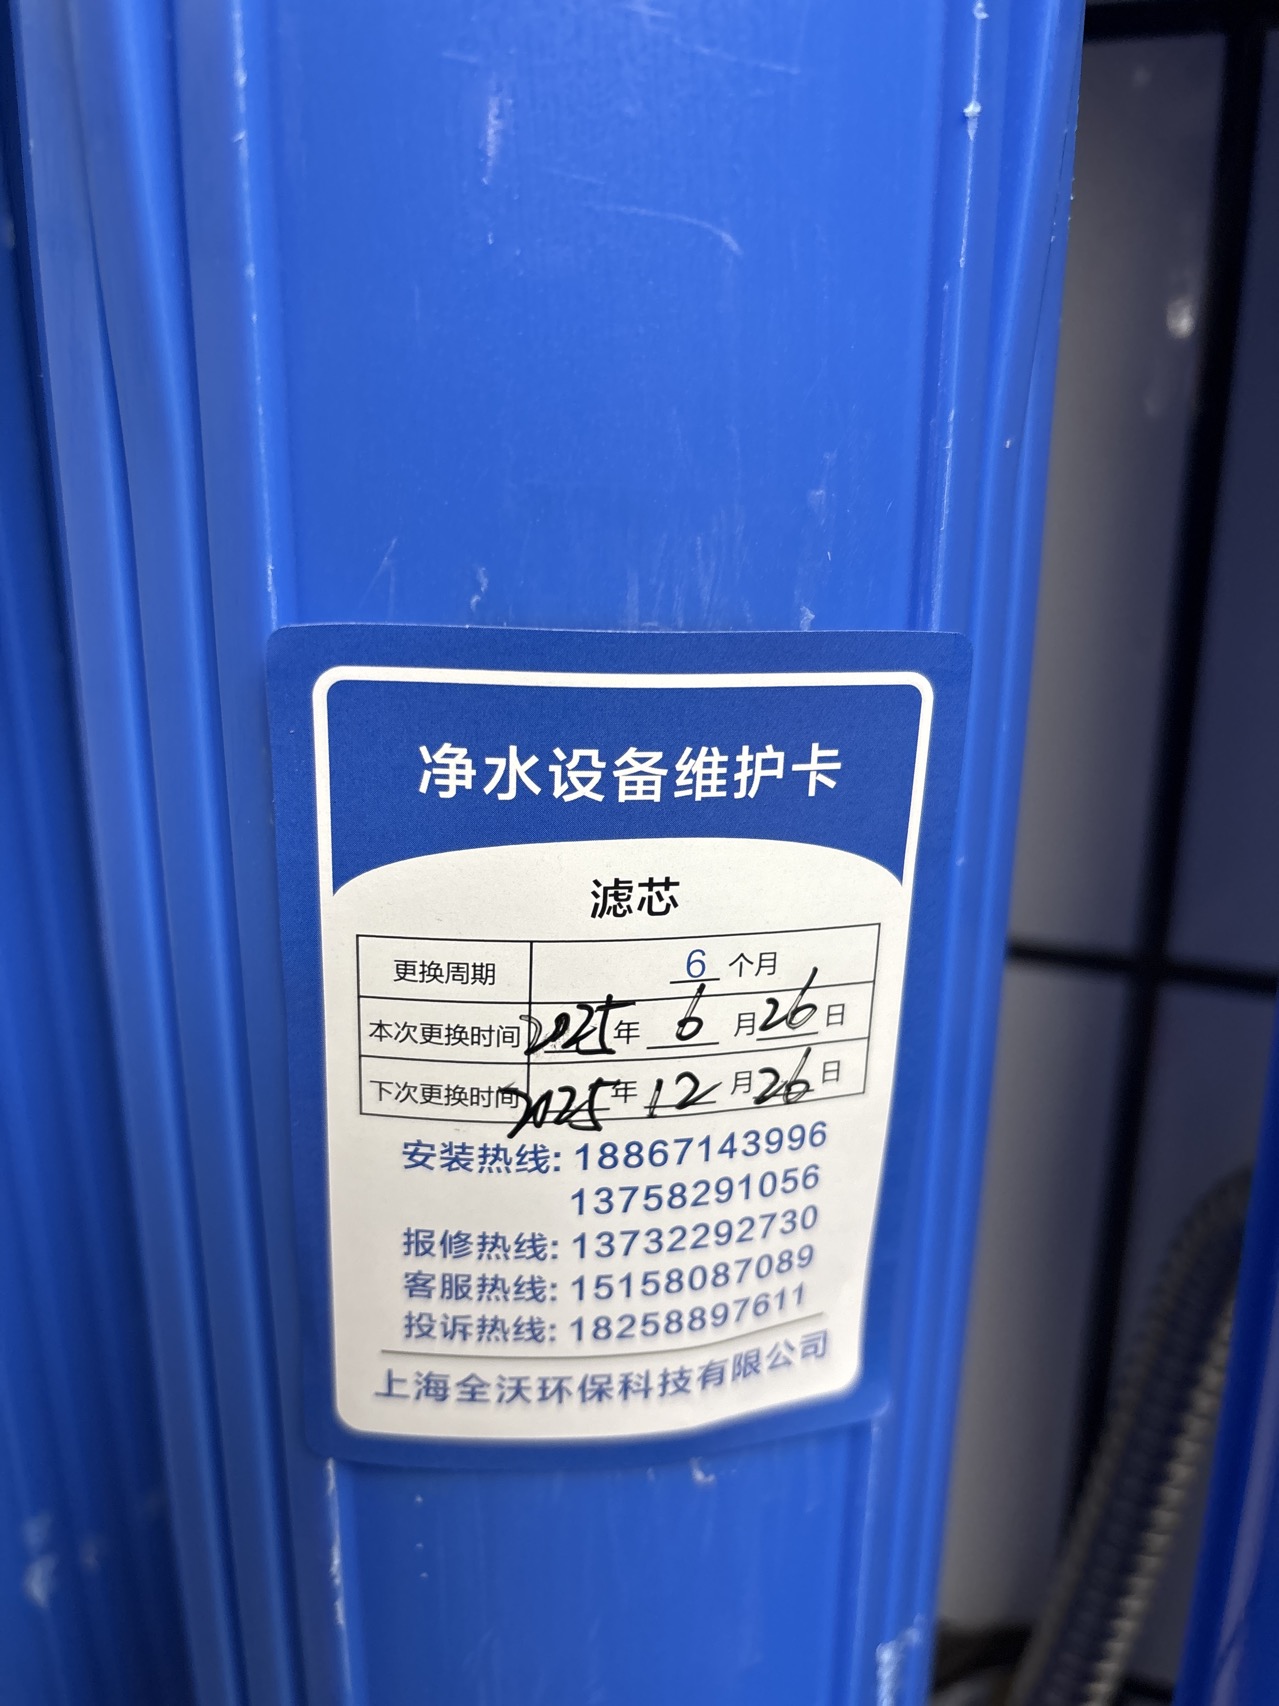 净水设备维护卡
滤芯
更换周期 6 个月
本次更换时间 2025 年 6 月 26 日
下次更换时间 2025 年 12 月 26 日
安装热线: 18867143996
13758291056
报修热线: 13732292730
客服热线: 15158087089
投诉热线: 18258897611
上海全沃环保科技有限公司